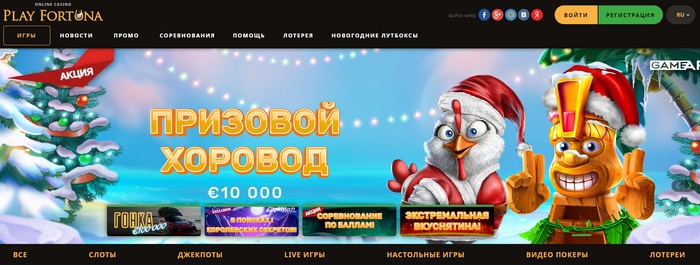 ONLINE CASINO
PLAY FORTUNA
ВОЙТИ ЧЕРЕЗ
ВОЙТИ
РЕГИСТРАЦИЯ
RU
ИГРЫ
НОВОСТИ
ПРОМО
СОРЕВНОВАНИЯ
ПОМОЩЬ
ЛОТЕРЕЯ
НОВОГОДНИЕ ЛУТБОКСЫ
АКЦИЯ
GAMEAR
ПРИЗОВОЙ
ХОРОВОД
€10 000
ГОНКА
€100 000
В ПОИСКАХ
КОРОЛЕВСКИХ СЕКРЕТОВ!
АКЦИЯ
СОРЕВНОВАНИЕ
ПО БАЛЛАМ!
ЭКСТРЕМАЛЬНАЯ
ВКУСНЯТИНА!
ВСЕ
СЛОТЫ
ДЖЕКПОТЫ
LIVE ИГРЫ
НАСТОЛЬНЫЕ ИГРЫ
ВИДЕО ПОКЕРЫ
ЛОТЕРЕИ